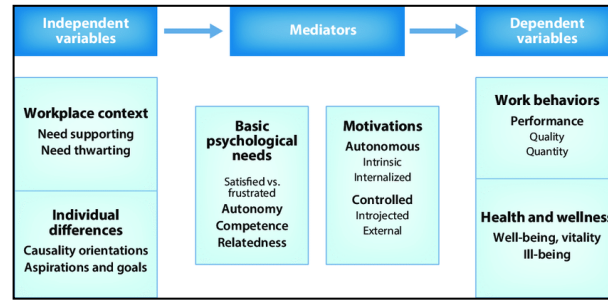 Independent
variables
Mediators
Dependent
variables
Workplace context
Need supporting
Need thwarting
Individual
differences
Causality orientations
Aspirations and goals
Basic
psychological
needs
Satisfied vs.
frustrated
Autonomy
Competence
Relatedness
Motivations
Autonomous
Intrinsic
Internalized
Controlled
Introjected
External
Work behaviors
Performance
Quality
Quantity
Health and wellness
Well-being, vitality
Ill-being